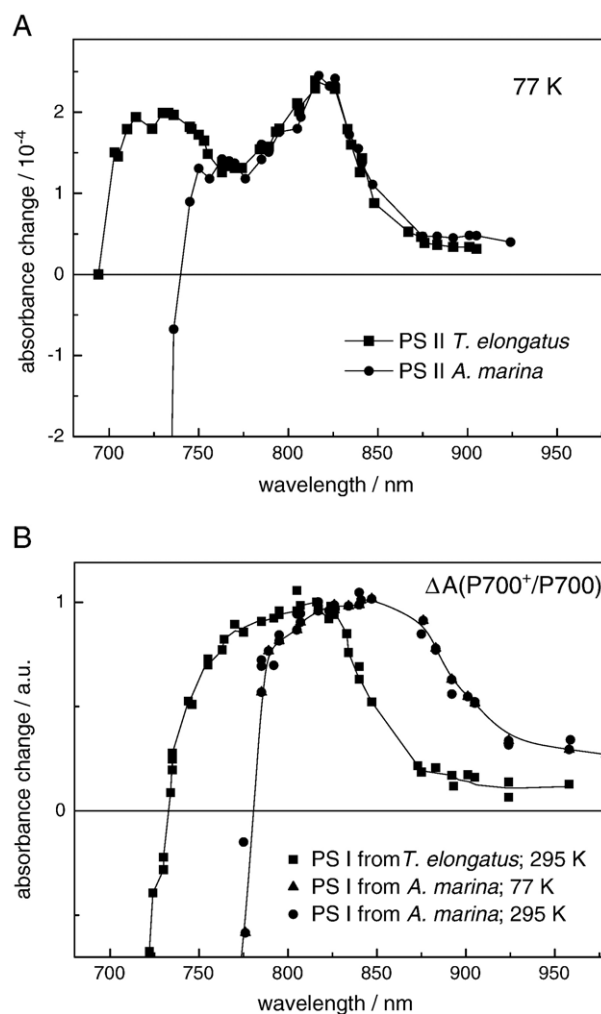 A
77 K
2
1
0
-1
-2
absorbance change / 10⁻⁴
PS II T. elongatus
PS II A. marina
700 750 800 850 900 950
wavelength / nm
B
ΔA(P700⁺/P700)
1
0
absorbance change / a.u.
PS I from T. elongatus; 295 K
PS I from A. marina; 77 K
PS I from A. marina; 295 K
700 750 800 850 900 950
wavelength / nm